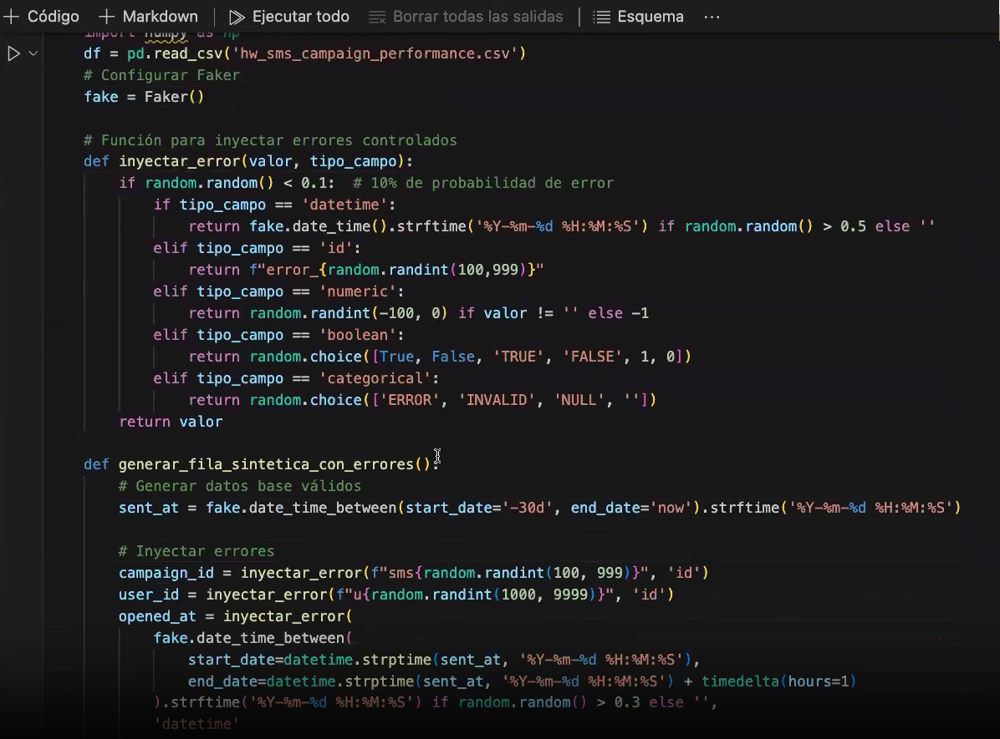 Código Markdown Ejecutar todo Borrar todas las salidas Esquema ...
import numpy as np
df = pd.read_csv('hw_sms_campaign_performance.csv')
# Configurar Faker
fake = Faker()
# Función para inyectar errores controlados
def inyectar_error(valor, tipo_campo):
    if random.random() < 0.1:  # 10% de probabilidad de error
        if tipo_campo == 'datetime':
            return fake.date_time().strftime('%Y-%m-%d %H:%M:%S') if random.random() > 0.5 else ''
        elif tipo_campo == 'id':
            return f"error_{random.randint(100,999)}"
        elif tipo_campo == 'numeric':
            return random.randint(-100, 0) if valor != '' else -1
        elif tipo_campo == 'boolean':
            return random.choice([True, False, 'TRUE', 'FALSE', 1, 0])
        elif tipo_campo == 'categorical':
            return random.choice(['ERROR', 'INVALID', 'NULL', ''])
    return valor
def generar_fila_sintetica_con_errores():
    # Generar datos base válidos
    sent_at = fake.date_time_between(start_date='-30d', end_date='now').strftime('%Y-%m-%d %H:%M:%S')
    # Inyectar errores
    campaign_id = inyectar_error(f"sms{random.randint(100, 999)}", 'id')
    user_id = inyectar_error(f"u{random.randint(1000, 9999)}", 'id')
    opened_at = inyectar_error(
        fake.date_time_between(
            start_date=datetime.strptime(sent_at, '%Y-%m-%d %H:%M:%S'),
            end_date=datetime.strptime(sent_at, '%Y-%m-%d %H:%M:%S') + timedelta(hours=1)
        ).strftime('%Y-%m-%d %H:%M:%S') if random.random() > 0.3 else '',
        'datetime'